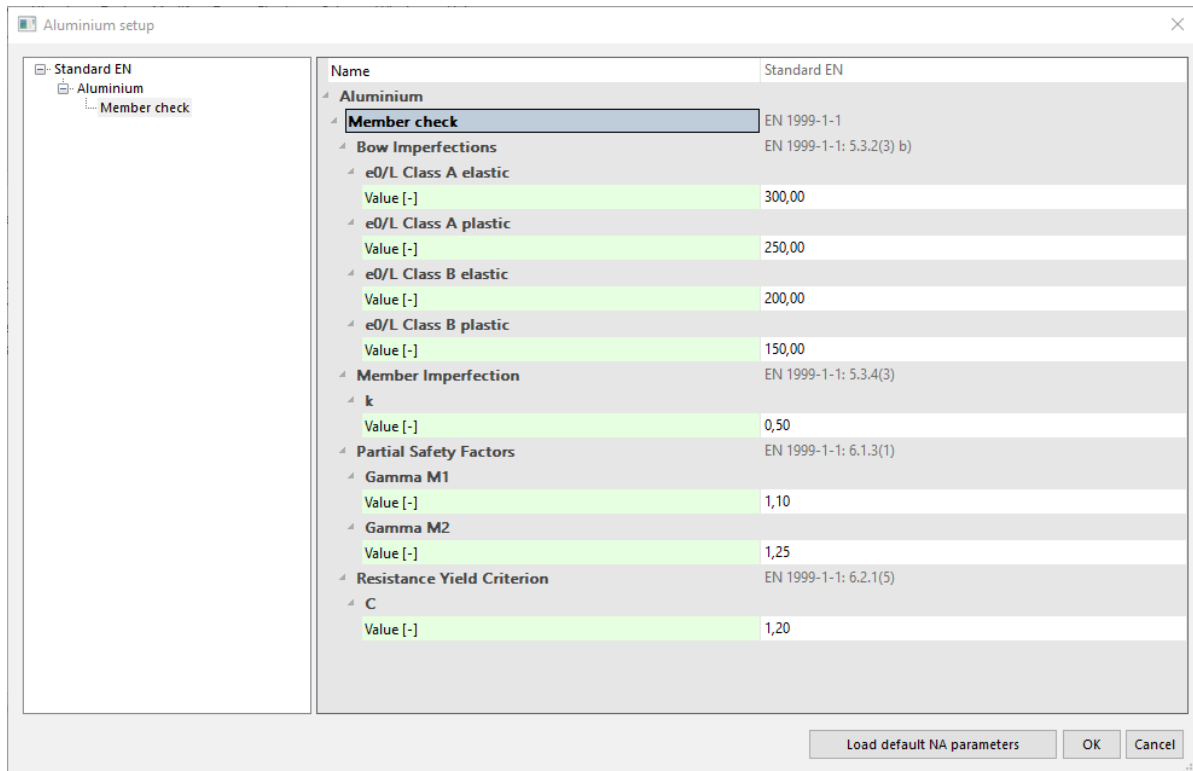 Aluminium setup
Standard EN
Aluminium
Member check
Name Standard EN
Aluminium
Member check EN 1999-1-1
Bow Imperfections EN 1999-1-1: 5.3.2(3) b)
e0/L Class A elastic
Value [-] 300,00
e0/L Class A plastic
Value [-] 250,00
e0/L Class B elastic
Value [-] 200,00
e0/L Class B plastic
Value [-] 150,00
Member Imperfection EN 1999-1-1: 5.3.4(3)
k
Value [-] 0,50
Partial Safety Factors EN 1999-1-1: 6.1.3(1)
Gamma M1
Value [-] 1,10
Gamma M2
Value [-] 1,25
Resistance Yield Criterion EN 1999-1-1: 6.2.1(5)
C
Value [-] 1,20
Load default NA parameters OK Cancel